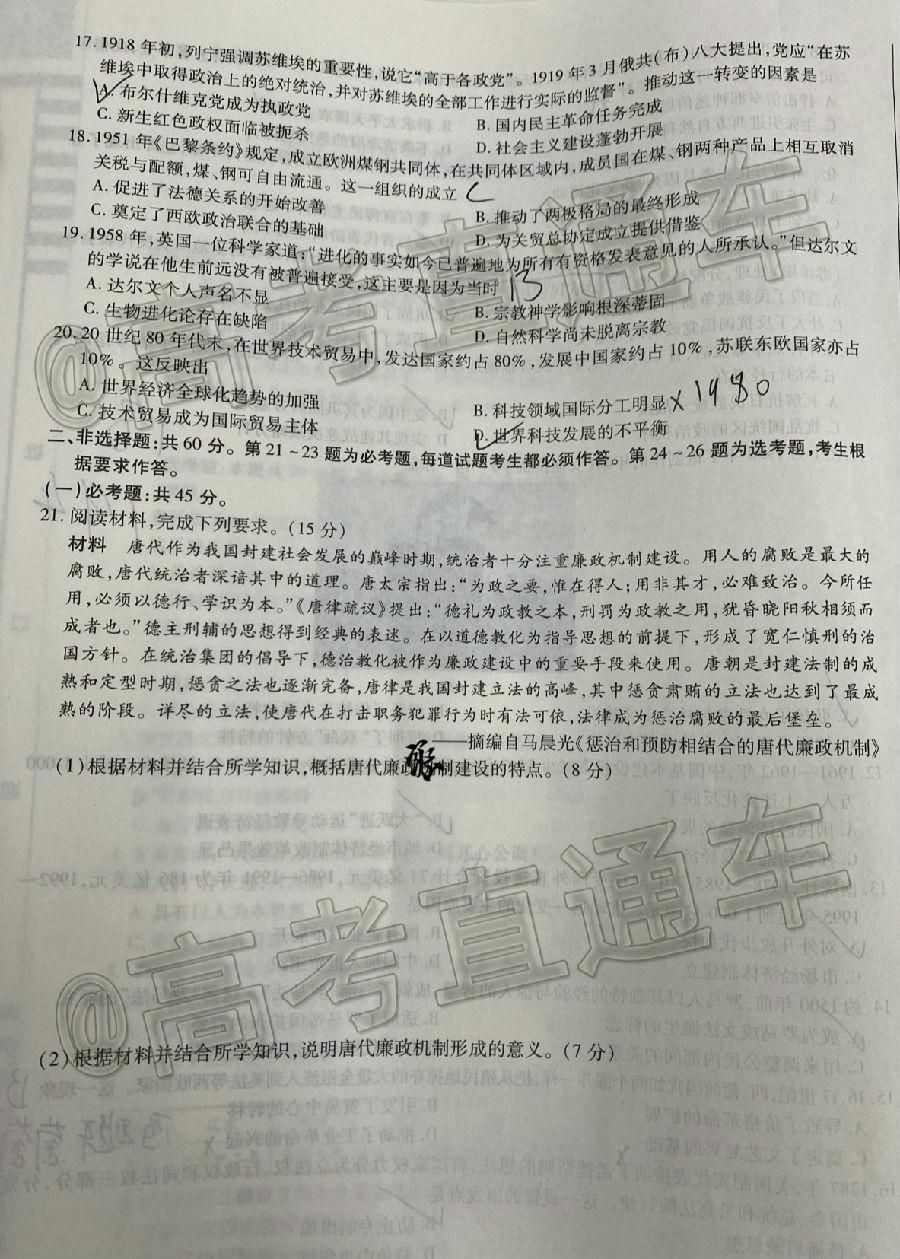 17.1918 年初,列宁强调苏维埃的重要性,说它“高于各政党”。1919 年 3 月俄共(布)八大提出,党应“在苏
维埃中取得政治上的绝对统治,并对苏维埃的全部工作进行实际的监督”。推动这一转变的因素是
A.布尔什维克党成为执政党
B.国内民主革命任务完成
C.新生红色政权面临被扼杀
D.社会主义建设蓬勃开展
18.1951 年《巴黎条约》规定,成立欧洲煤钢共同体,在共同体区域内,成员国在煤、钢两种产品上相互取消
关税与配额,煤、钢可自由流通。这一组织的成立 C
A.促进了法德关系的开始改善
B.推动了两极格局的最终形成
C.奠定了西欧政治联合的基础
D.为关贸总协定成立提供借鉴
19.1958 年,英国一位科学家道:“进化的事实如今已普遍地为所有有资格发表意见的人所承认。”但达尔文
的学说在他生前远没有被普遍接受,这主要是因为当时 B
A.达尔文个人声名不显
B.宗教神学影响根深蒂固
C.生物进化论存在缺陷
D.自然科学尚未脱离宗教
20.20 世纪 80 年代末,在世界技术贸易中,发达国家约占 80%,发展中国家约占 10%,苏联东欧国家亦占
10%。这反映出
A.世界经济全球化趋势的加强
B.科技领域国际分工明显 x 1980
C.技术贸易成为国际贸易主体
D.世界科技发展的不平衡
二、非选择题:共 60 分。第 21~23 题为必考题,每道试题考生都必须作答。第 24~26 题为选考题,考生根
据要求作答。
(一)必考题:共 45 分。
21.阅读材料,完成下列要求。(15 分)
材料 唐代作为我国封建社会发展的巅峰时期,统治者十分注重廉政机制建设。用人的腐败是最大的
腐败,唐代统治者深谙其中的道理。唐太宗指出:“为政之要,惟在得人;用非其才,必难致治。今所任
用,必须以德行、学识为本。”《唐律疏议》提出:“德礼为政教之本,刑罚为政教之用,犹昏晓阳秋相须而
成者也。”德主刑辅的思想得到经典的表述。在以道德教化为指导思想的前提下,形成了宽仁慎刑的治
国方针。在统治集团的倡导下,德治教化被作为廉政建设中的重要手段来使用。唐朝是封建法制的成
熟和定型时期,惩贪之法也逐渐完备,唐律是我国封建立法的高峰,其中惩贪肃贿的立法也达到了最成
熟的阶段。详尽的立法,使唐代在打击职务犯罪行为时有法可依,法律成为惩治腐败的最后堡垒。
——摘编自马晨光《惩治和预防相结合的唐代廉政机制》
(1)根据材料并结合所学知识,概括唐代廉政 制建设的特点。(8 分)
(2)根据材料并结合所学知识,说明唐代廉政机制形成的意义。(7 分)
@高考直通车
@高考直通车